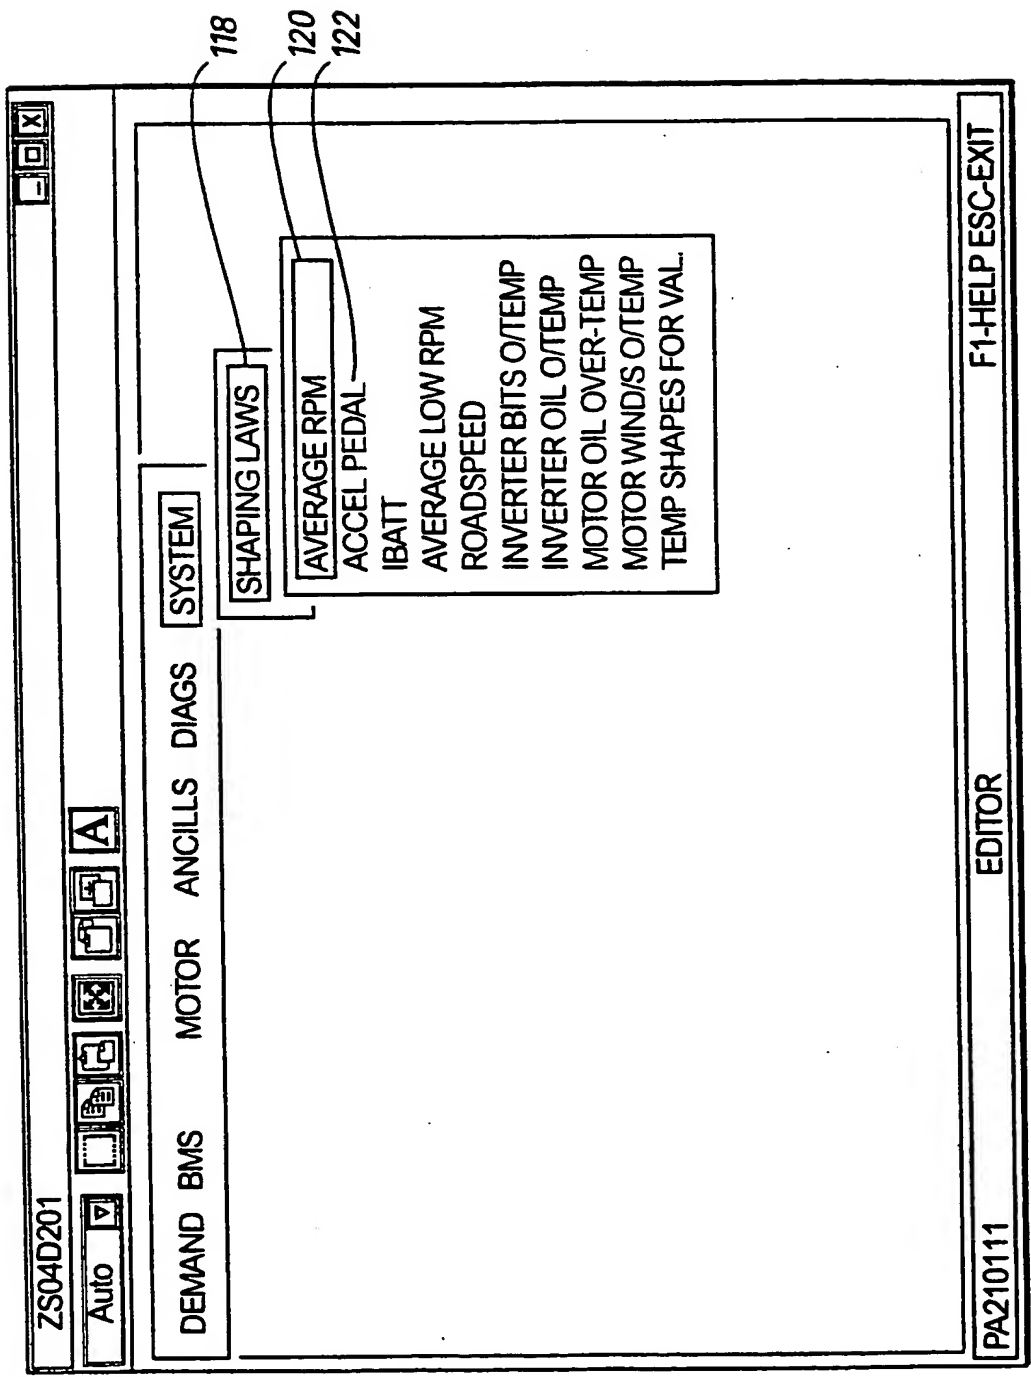 ZS04D201
X
Auto
A
DEMAND BMS MOTOR ANCILLS DIAGS SYSTEM
SHAPING LAWS
AVERAGE RPM
ACCEL PEDAL
IBATT
AVERAGE LOW RPM
ROADSPEED
INVERTER BITS O/TEMP
INVERTER OIL O/TEMP
MOTOR OIL OVER-TEMP
MOTOR WIND/S O/TEMP
TEMP SHAPES FOR VAL.
PA210111 EDITOR F1-HELP ESC-EXIT
118
120
122